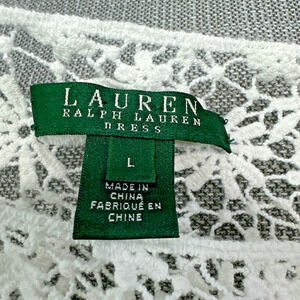 LAUREN
RALPH LAUREN
DRESS
L
MADE IN
CHINA
FABRIQUÉ EN
CHINE